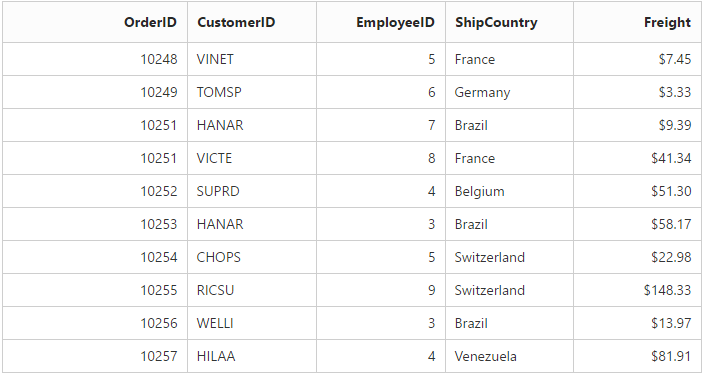 OrderID CustomerID EmployeeID ShipCountry Freight
10248 VINET 5 France $7.45
10249 TOMSP 6 Germany $3.33
10251 HANAR 7 Brazil $9.39
10251 VICTE 8 France $41.34
10252 SUPRD 4 Belgium $51.30
10253 HANAR 3 Brazil $58.17
10254 CHOPS 5 Switzerland $22.98
10255 RICSU 9 Switzerland $148.33
10256 WELLI 3 Brazil $13.97
10257 HILAA 4 Venezuela $81.91